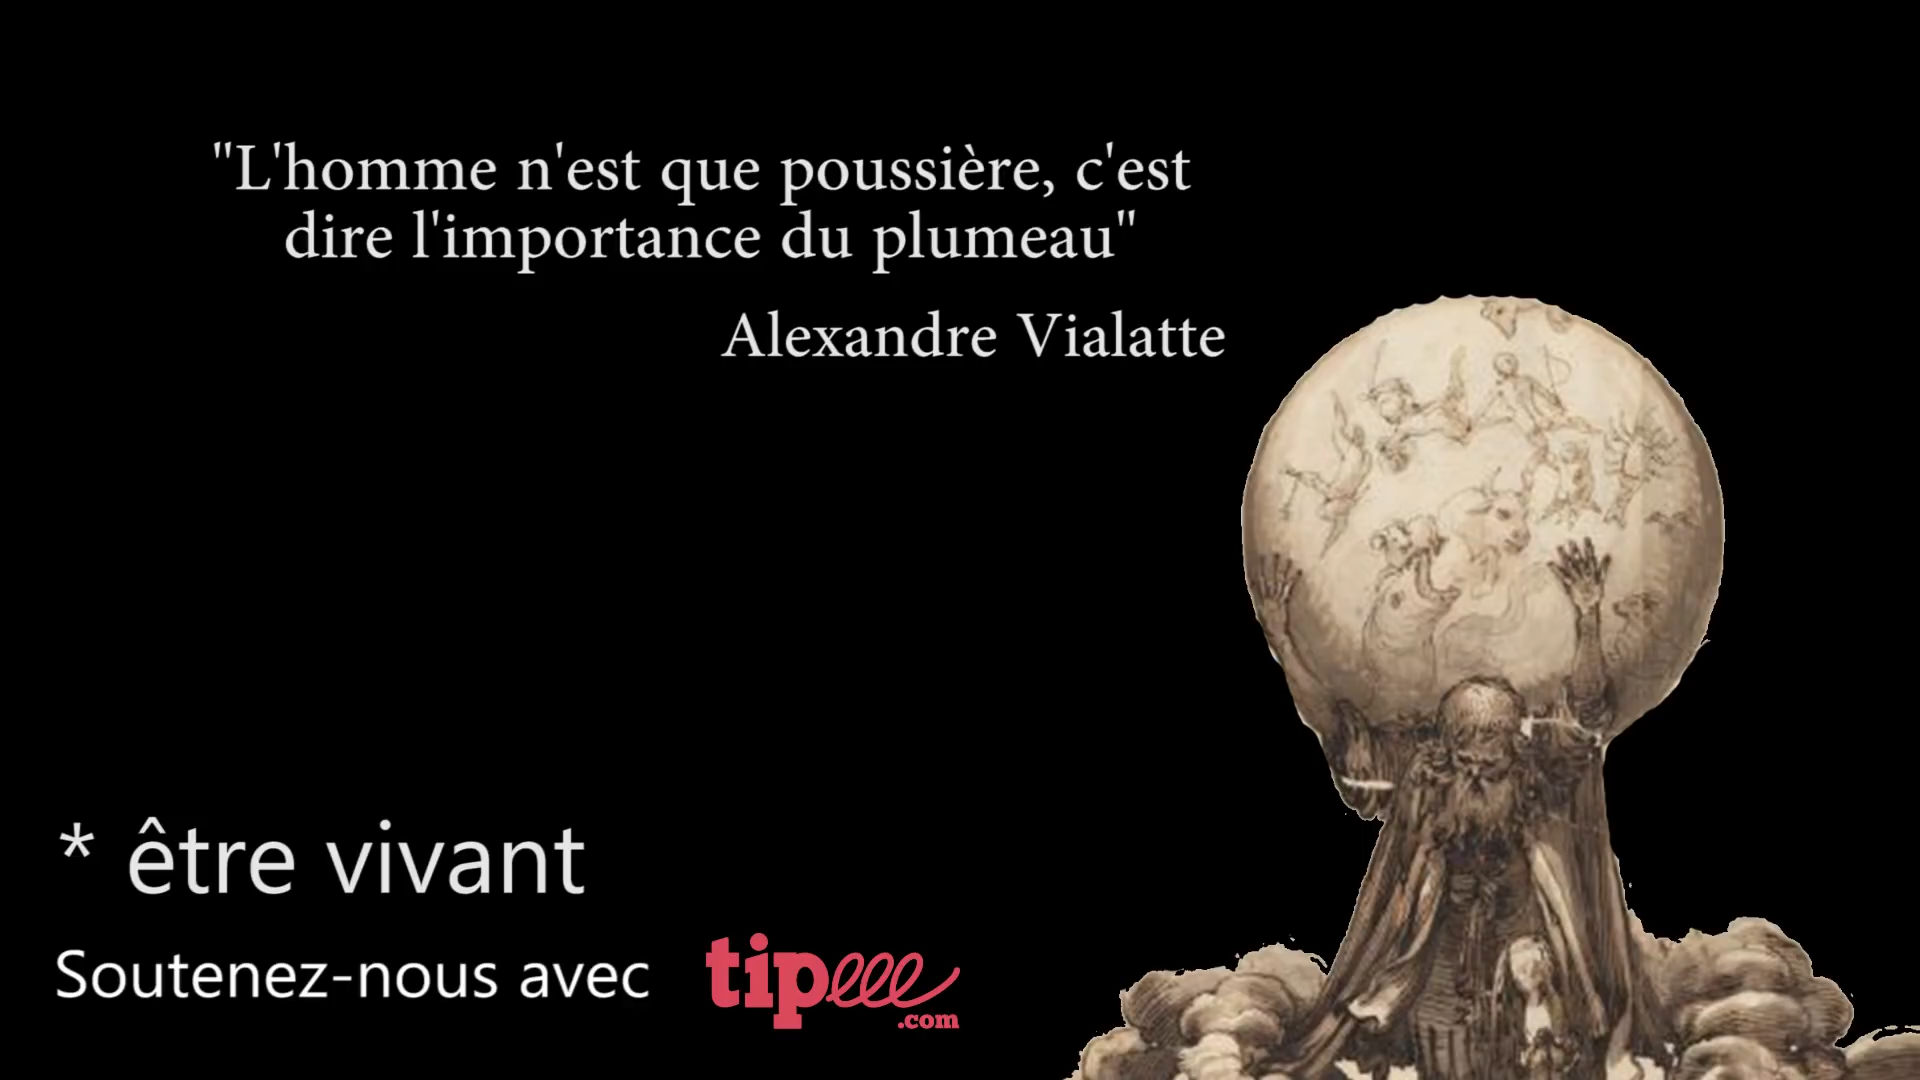 "L'homme n'est que poussière, c'est
dire l'importance du plumeau"
Alexandre Vialatte
* être vivant
Soutenez-nous avec tipeee
.com